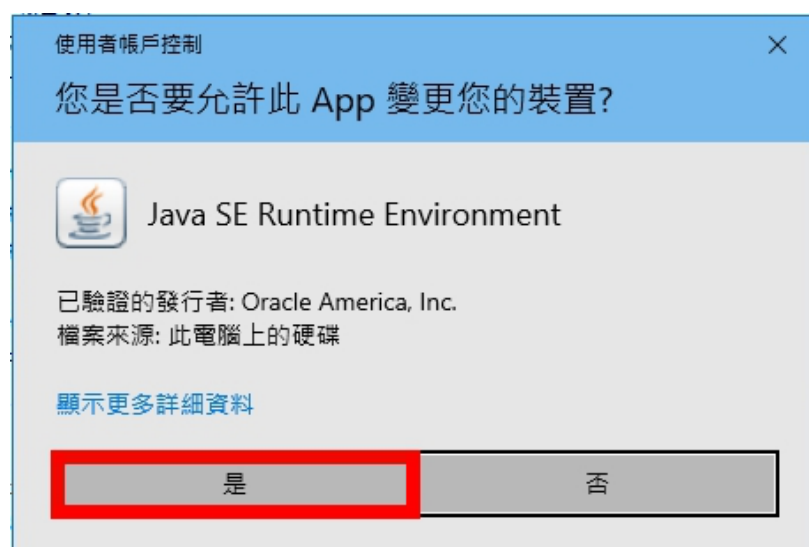 使用者帳戶控制
您是否要允許此 App 變更您的裝置?
Java SE Runtime Environment
已驗證的發行者: Oracle America, Inc.
檔案來源: 此電腦上的硬碟
顯示更多詳細資料
是
否